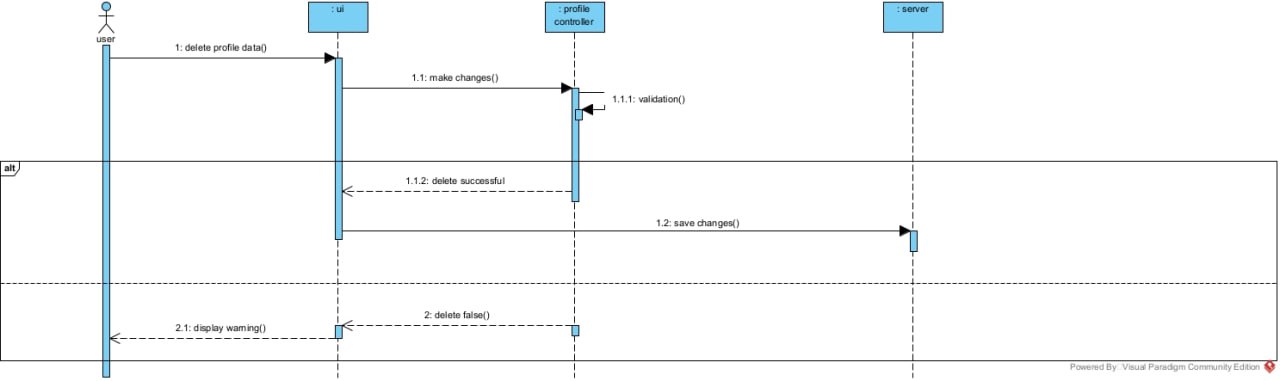 : ui
: profile
controller
: server
user
1: delete profile data()
1.1: make changes()
1.1.1: validation()
alt
1.1.2: delete successful
1.2: save changes()
2: delete false()
2.1: display warning()
Powered By: Visual Paradigm Community Edition